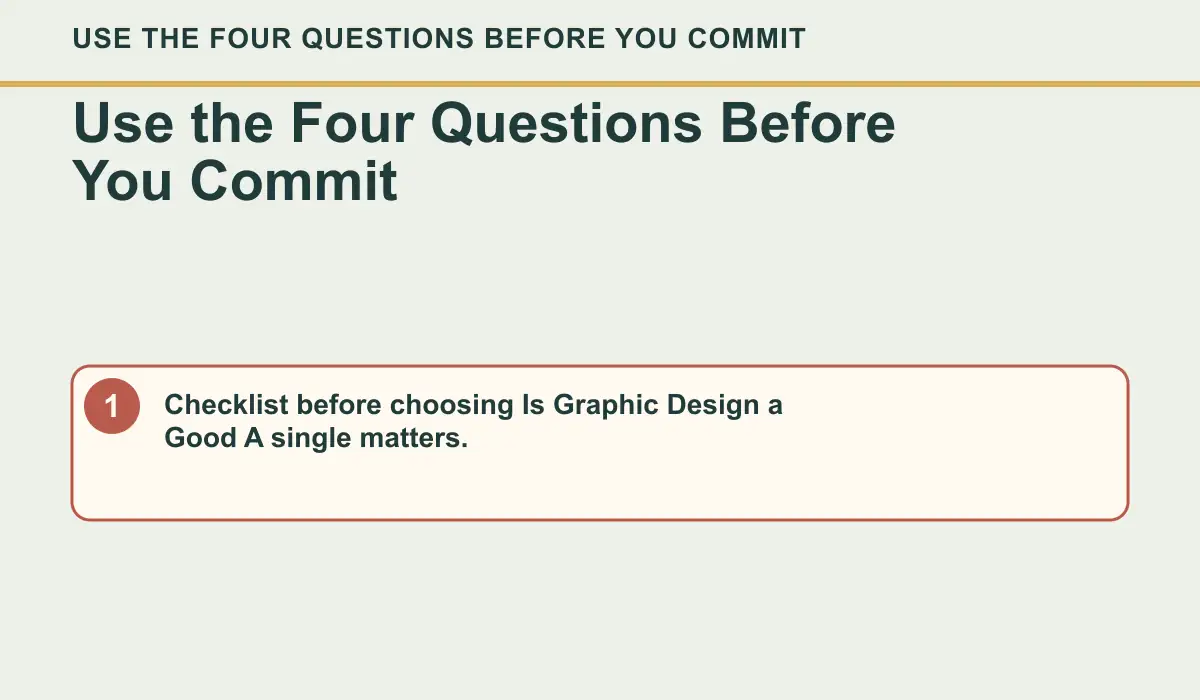 USE THE FOUR QUESTIONS BEFORE YOU COMMIT
Use the Four Questions Before
You Commit
1
Checklist before choosing Is Graphic Design a
Good A single matters.